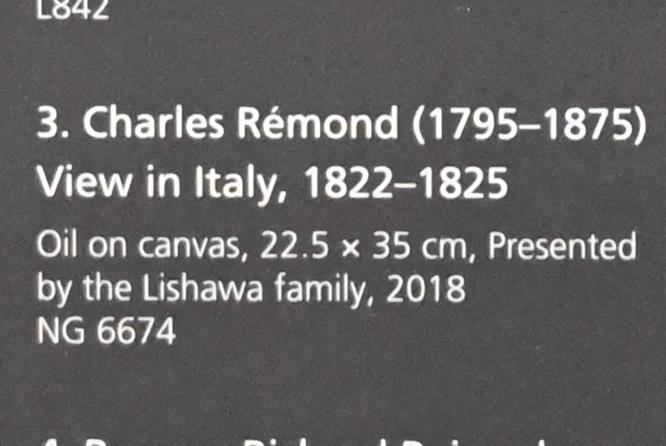 L842
3. Charles Rémond (1795–1875)
View in Italy, 1822–1825
Oil on canvas, 22.5 × 35 cm, Presented
by the Lishawa family, 2018
NG 6674